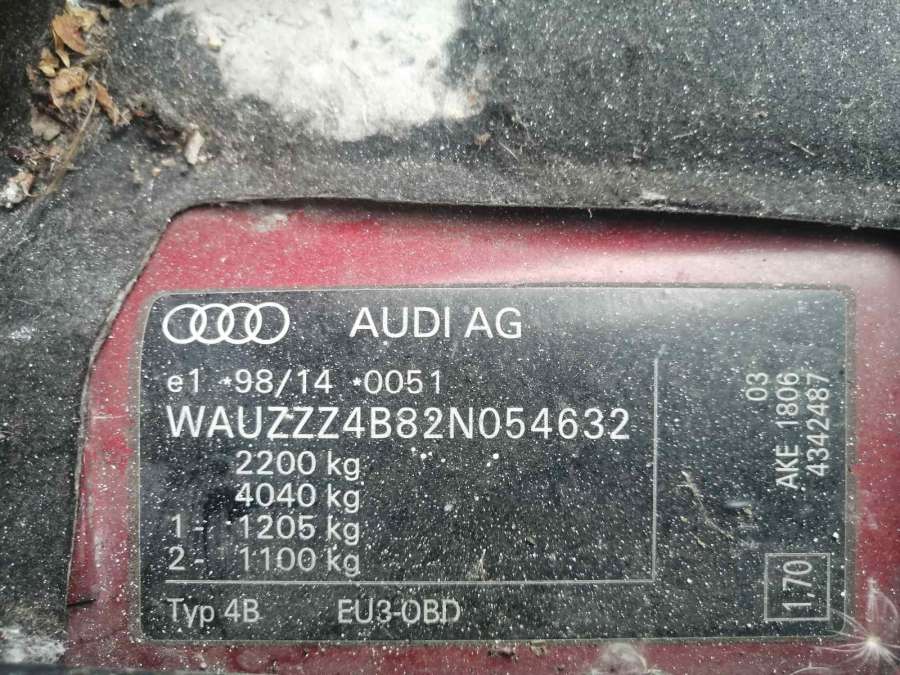 AUDI AG
e1 *98/14 *0051
WAUZZZ4B82N054632
2200 kg
4040 kg
1- 1205 kg
2- 1100 kg
Typ 4B EU3-OBD
03
AKE 1806
4342487
1.70